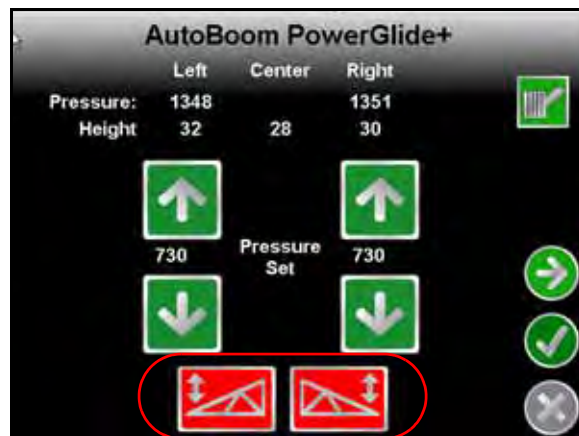 AutoBoom PowerGlide+
Left Center Right
Pressure: 1348 1351
Height 32 28 30
730 Pressure Set 730